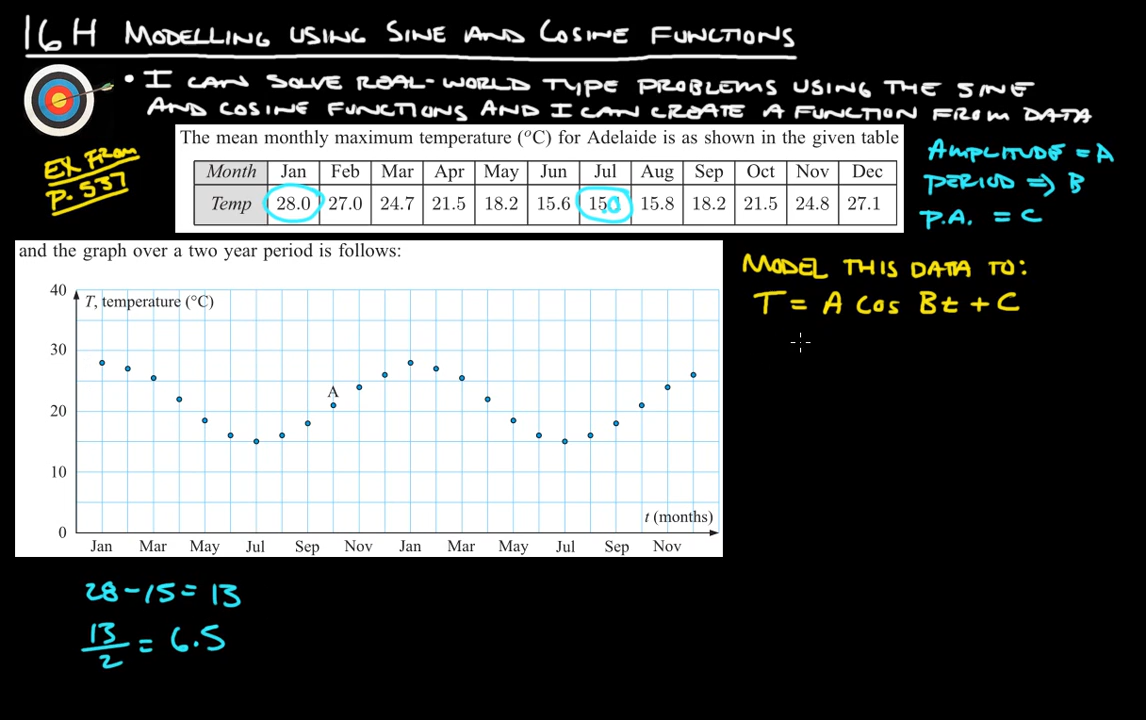 16H MODELLING USING SINE AND COSINE FUNCTIONS
• I CAN SOLVE REAL-WORLD TYPE PROBLEMS USING THE SINE
AND COSINE FUNCTIONS AND I CAN CREATE A FUNCTION FROM DATA
EX FROM
P. 537
The mean monthly maximum temperature (°C) for Adelaide is as shown in the given table
Month Jan Feb Mar Apr May Jun Jul Aug Sep Oct Nov Dec
Temp 28.0 27.0 24.7 21.5 18.2 15.6 15.0 15.8 18.2 21.5 24.8 27.1
AMPLITUDE = A
PERIOD => B
P.A. = C
and the graph over a two year period is follows:
MODEL THIS DATA TO:
T = A COS Bt + C
40
T, temperature (°C)
30
A
20
10
t (months)
0
Jan Mar May Jul Sep Nov Jan Mar May Jul Sep Nov
28 - 15 = 13
13/2 = 6.5